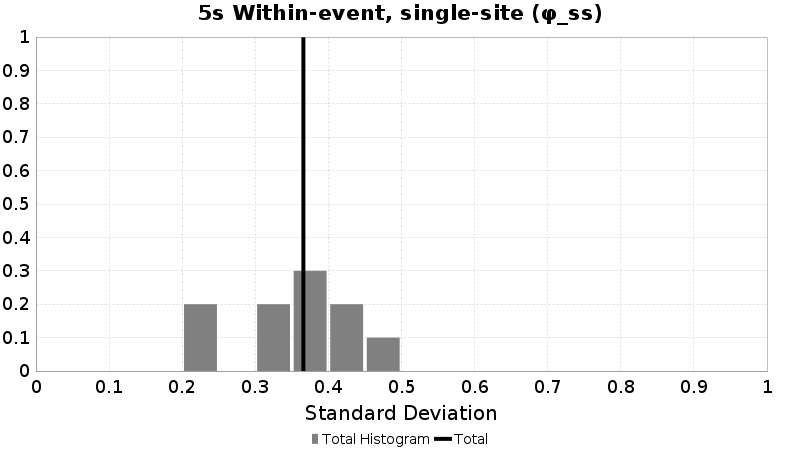 5s Within-event, single-site (φ_ss)
1
0.9
0.8
0.7
0.6
0.5
0.4
0.3
0.2
0.1
0
0 0.1 0.2 0.3 0.4 0.5 0.6 0.7 0.8 0.9 1
Standard Deviation
Total Histogram Total